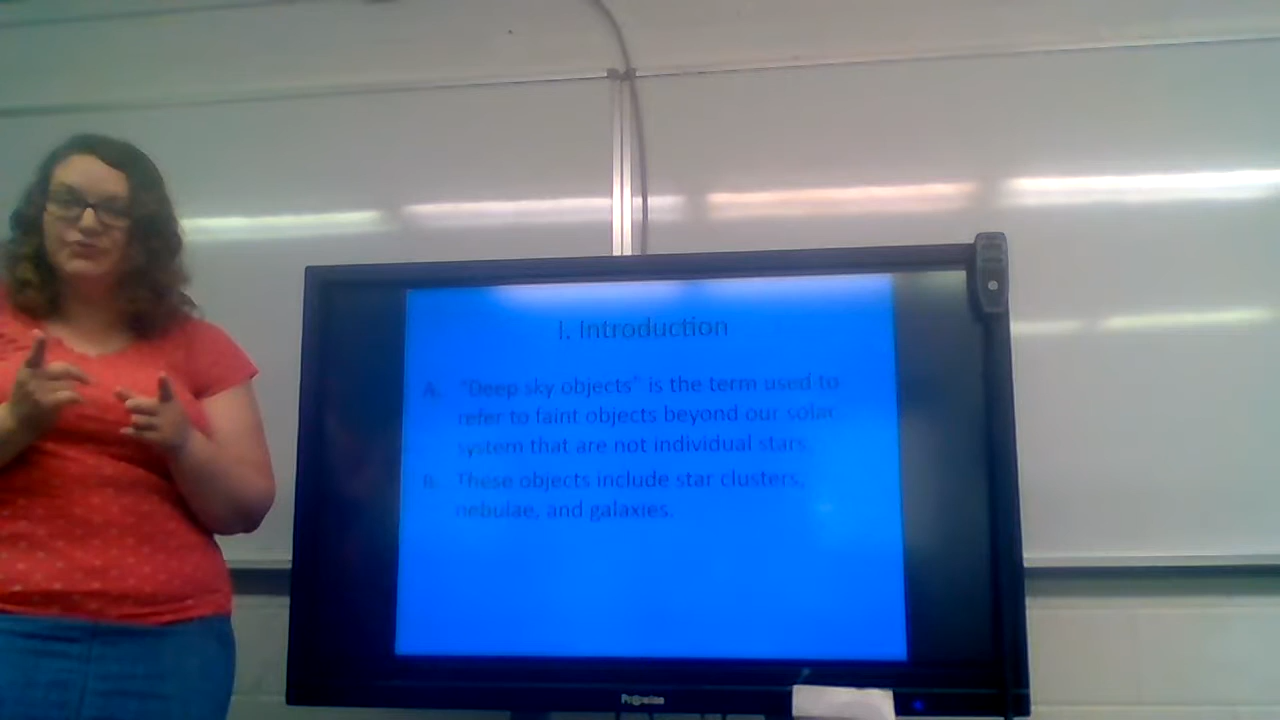 I. Introduction
A. "Deep sky objects" is the term used to
refer to faint objects beyond our solar
system that are not individual stars.
B. These objects include star clusters,
nebulae, and galaxies.
Promise